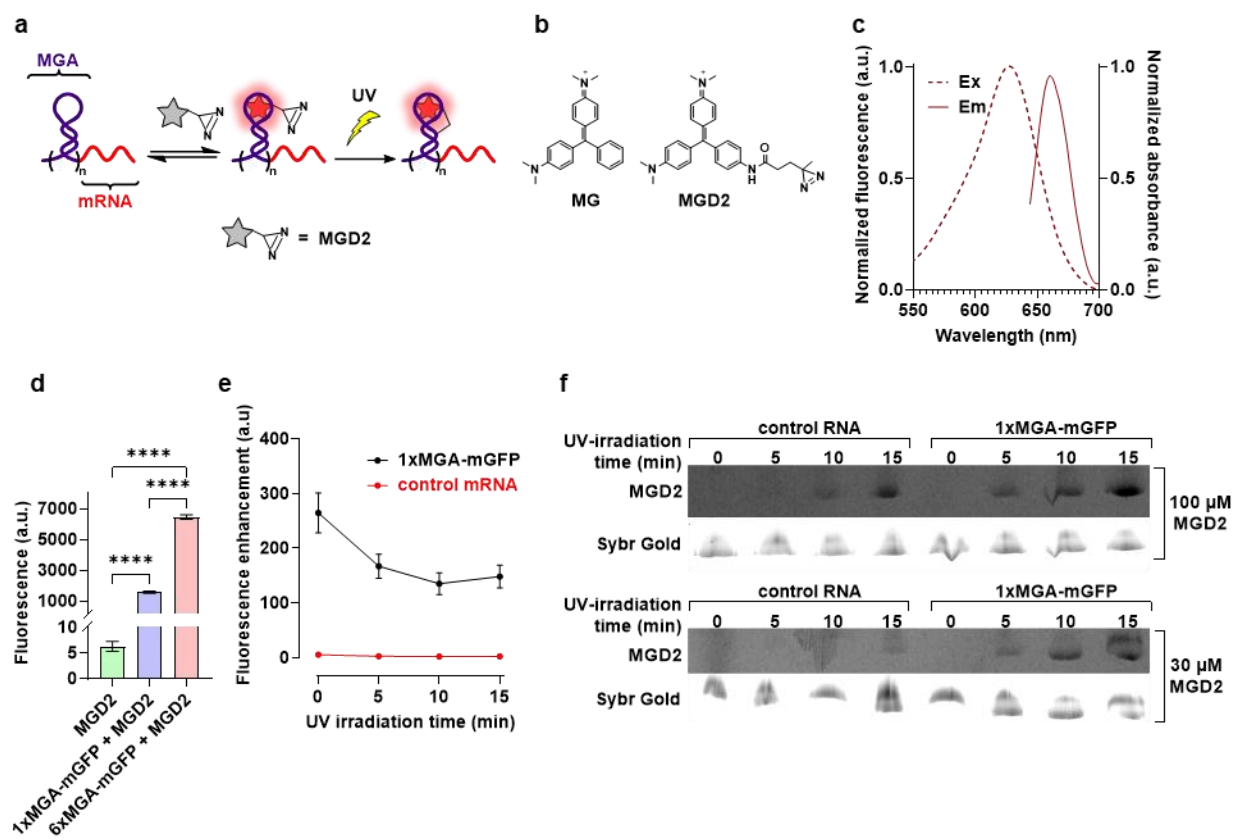 a
MGA
UV
n
n
n
mRNA
= MGD2
b
N
+
N
MG
N
+
N
N
H
O
N
N
MGD2
c
Normalized fluorescence (a.u.)
1.0
0.5
0.0
Ex
Em
1.0
0.5
0.0
Normalized absorbance (a.u.)
550 600 650 700
Wavelength (nm)
d
Fluorescence (a.u.)
7000
5000
3000
1000
10
5
0
****
****
****
MGD2
1xMGA-mGFP + MGD2
6xMGA-mGFP + MGD2
e
Fluorescence enhancement (a.u)
400
300
200
100
0
1xMGA-mGFP
control mRNA
0 5 10 15
UV irradiation time (min)
f
control RNA 1xMGA-mGFP
UV-irradiation
time (min) 0 5 10 15 0 5 10 15
MGD2
Sybr Gold
100 µM
MGD2
control RNA 1xMGA-mGFP
UV-irradiation
time (min) 0 5 10 15 0 5 10 15
MGD2
Sybr Gold
30 µM
MGD2